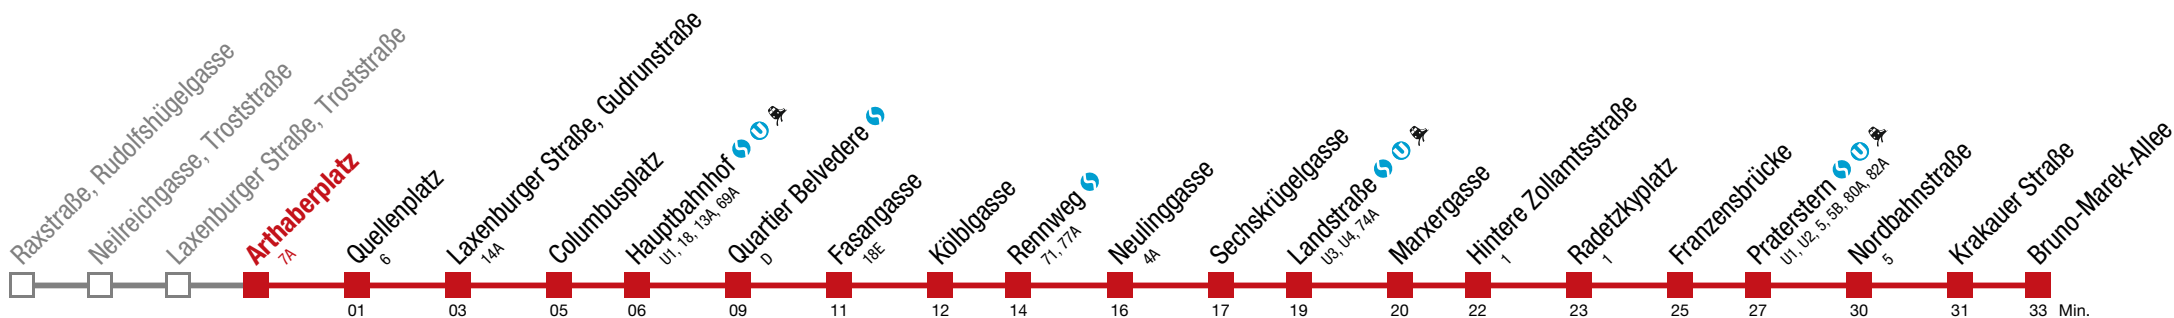 Raxstraße, Rudolfshügelgasse
Neilreichgasse, Troststraße
Laxenburger Straße, Troststraße
Arthaberplatz
7A
Quellenplatz
6
Laxenburger Straße, Gudrunstraße
14A
Columbusplatz
Hauptbahnhof S U
U1, 18, 13A, 69A
Quartier Belvedere S
D
Fasangasse
18E
Kölblgasse
Rennweg S
71, 77A
Neulinggasse
4A
Sechskrügelgasse
Landstraße S U
U3, U4, 74A
Marxergasse
Hintere Zollamtsstraße
1
Radetzkyplatz
1
Franzensbrücke
Praterstern S U
U1, U2, 5, 5B, 80A, 82A
Nordbahnstraße
5
Krakauer Straße
Bruno-Marek-Allee
01 03 05 06 09 11 12 14 16 17 19 20 22 23 25 27 30 31 33 Min.